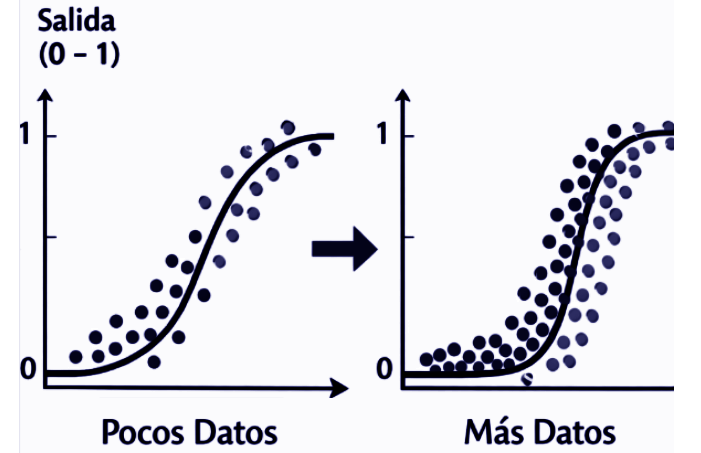 Salida
(0 – 1)
1
0
Pocos Datos
1
0
Más Datos